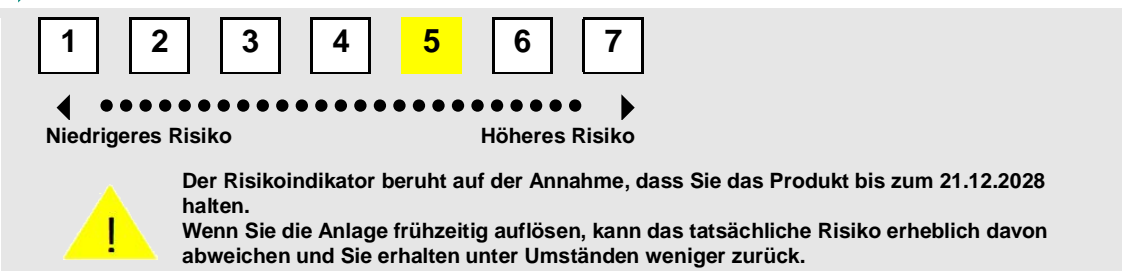 1 2 3 4 5 6 7
Niedrigeres Risiko Höheres Risiko
Der Risikoindikator beruht auf der Annahme, dass Sie das Produkt bis zum 21.12.2028
halten.
! Wenn Sie die Anlage frühzeitig auflösen, kann das tatsächliche Risiko erheblich davon
abweichen und Sie erhalten unter Umständen weniger zurück.